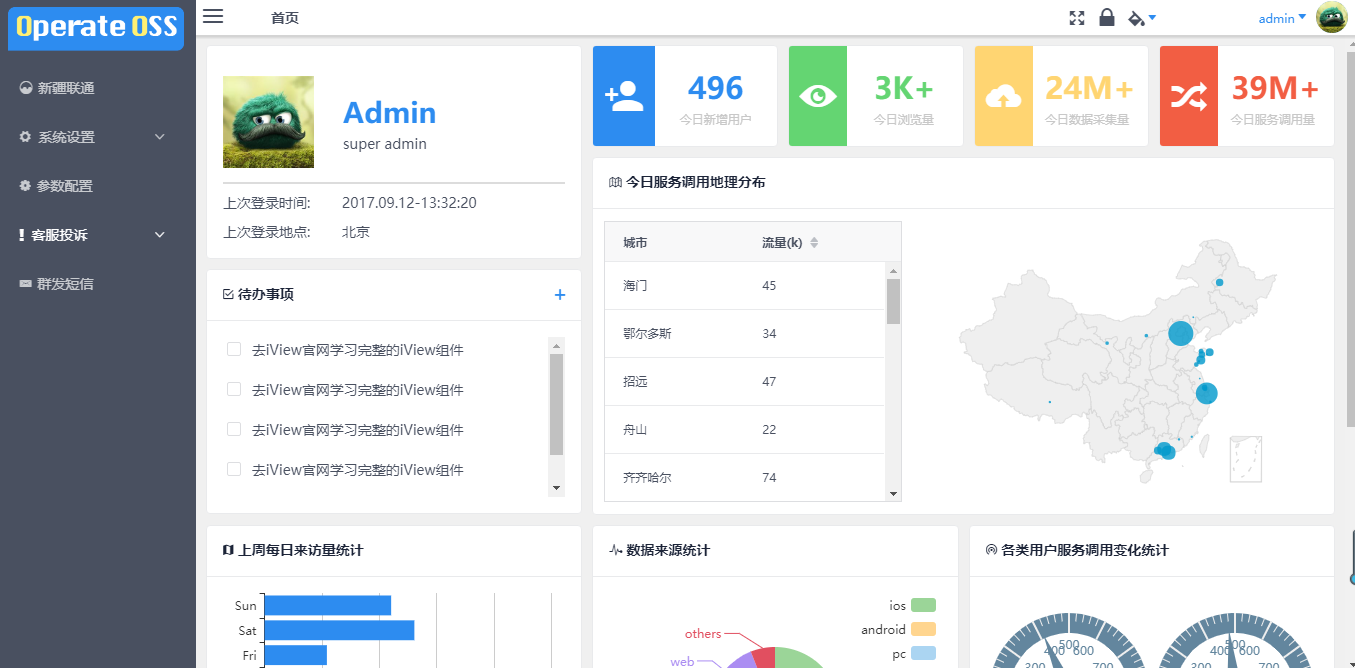 Operate OSS
新疆联通
系统设置
参数配置
客服投诉
群发短信
首页
admin
Admin
super admin
上次登录时间: 2017.09.12-13:32:20
上次登录地点: 北京
496
今日新增用户
3K+
今日浏览量
24M+
今日数据采集量
39M+
今日服务调用量
待办事项
去iView官网学习完整的iView组件
去iView官网学习完整的iView组件
去iView官网学习完整的iView组件
去iView官网学习完整的iView组件
今日服务调用地理分布
城市 流量(k)
海门 45
鄂尔多斯 34
招远 47
舟山 22
齐齐哈尔 74
上周每日来访量统计
Sun
Sat
Fri
数据来源统计
ios
android
pc
others
web
各类用户服务调用变化统计
500
400 600
300 700
500
400 600
300 700